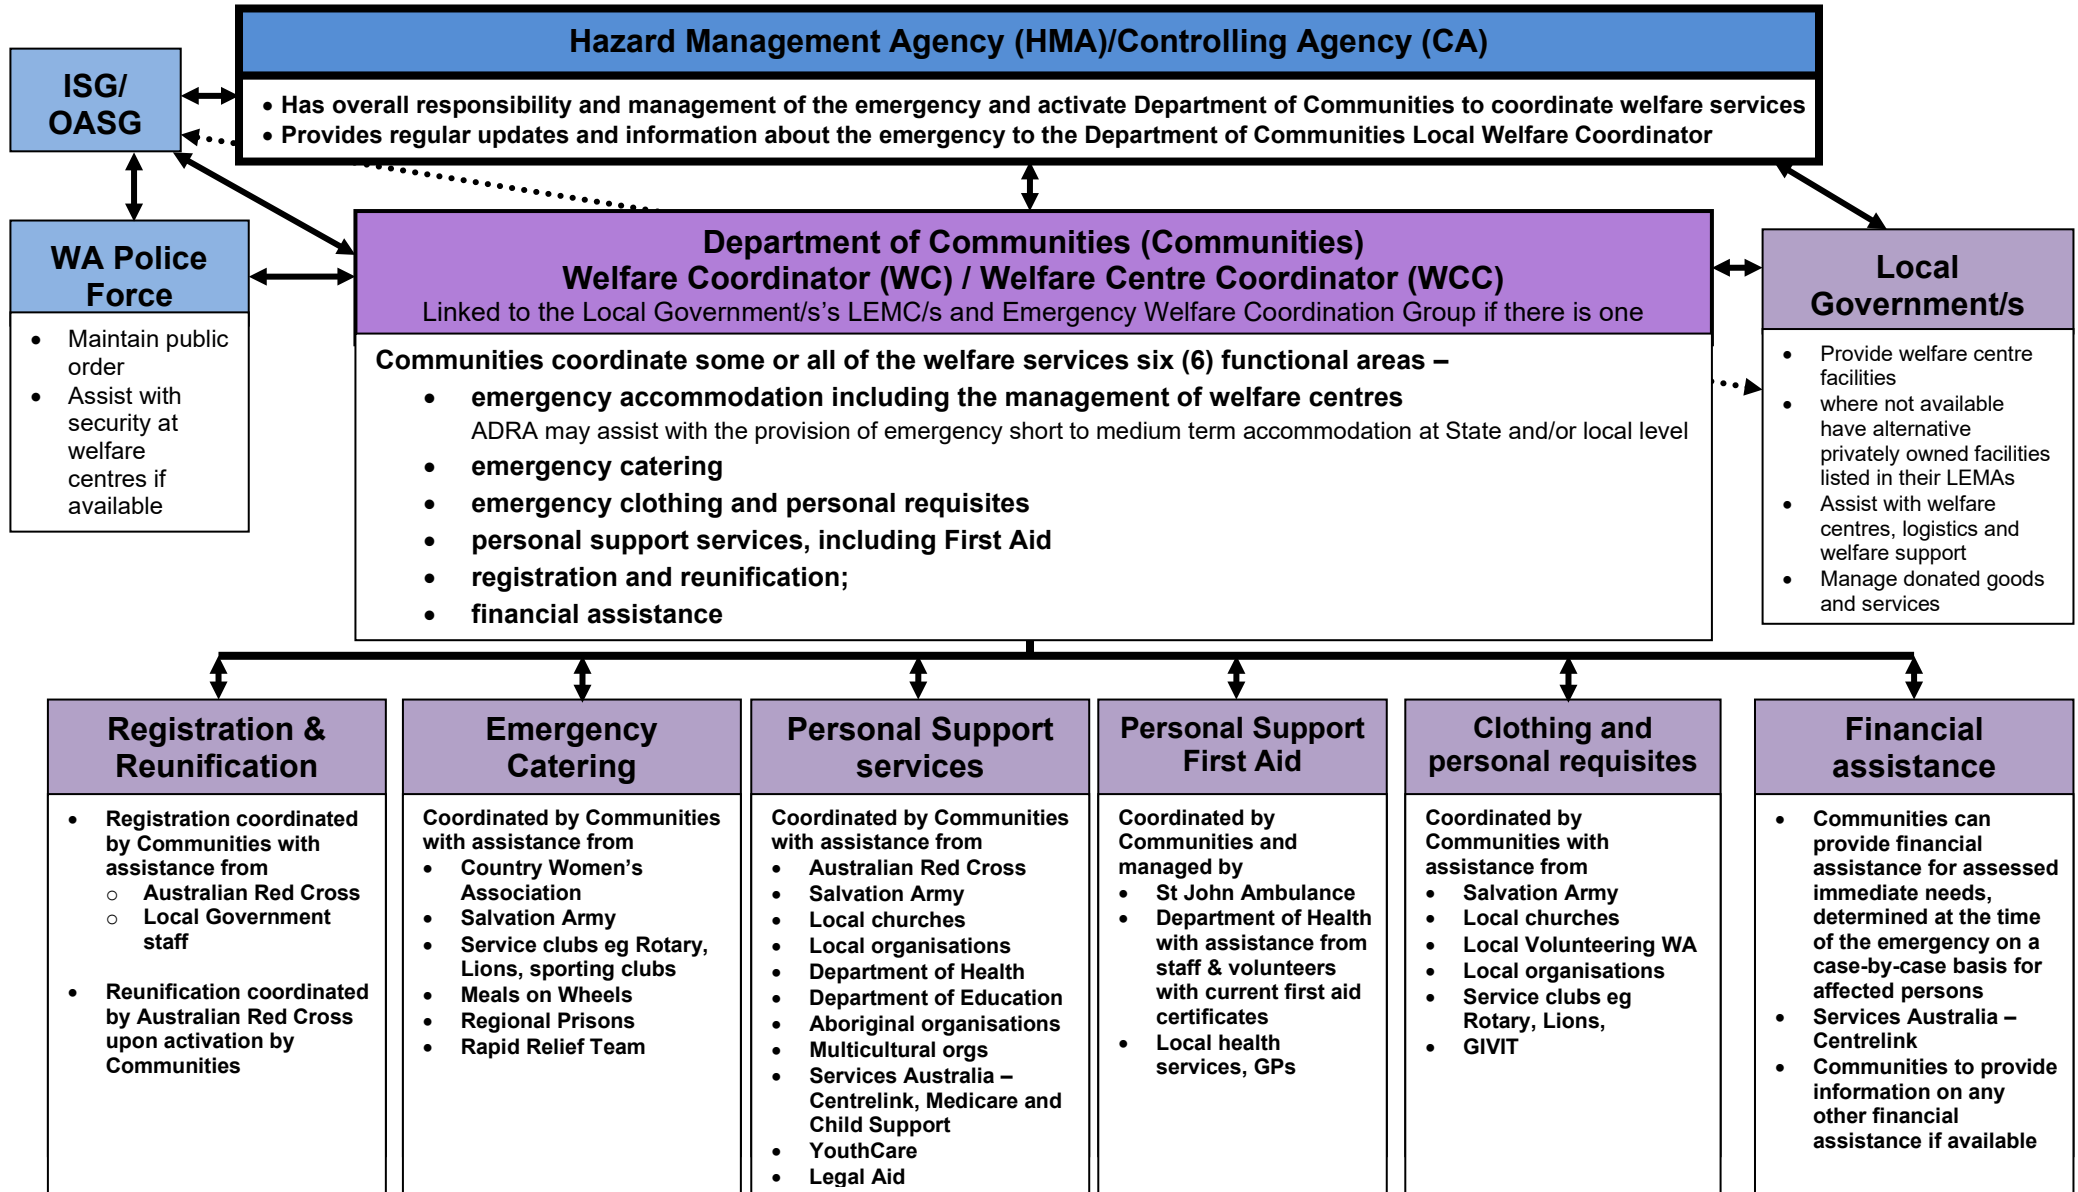 Hazard Management Agency (HMA)/Controlling Agency (CA)
• Has overall responsibility and management of the emergency and activate Department of Communities to coordinate welfare services
• Provides regular updates and information about the emergency to the Department of Communities Local Welfare Coordinator
ISG/
OASG
WA Police
Force
• Maintain public
order
• Assist with
security at
welfare
centres if
available
Department of Communities (Communities)
Welfare Coordinator (WC) / Welfare Centre Coordinator (WCC)
Linked to the Local Government/s's LEMC/s and Emergency Welfare Coordination Group if there is one
Communities coordinate some or all of the welfare services six (6) functional areas –
• emergency accommodation including the management of welfare centres
ADRA may assist with the provision of emergency short to medium term accommodation at State and/or local level
• emergency catering
• emergency clothing and personal requisites
• personal support services, including First Aid
• registration and reunification;
• financial assistance
Local
Government/s
• Provide welfare centre
facilities
• where not available
have alternative
privately owned facilities
listed in their LEMAs
• Assist with welfare
centres, logistics and
welfare support
• Manage donated goods
and services
Registration &
Reunification
• Registration coordinated
by Communities with
assistance from
o Australian Red Cross
o Local Government
staff
• Reunification coordinated
by Australian Red Cross
upon activation by
Communities
Emergency
Catering
Coordinated by Communities
with assistance from
• Country Women's
Association
• Salvation Army
• Service clubs eg Rotary,
Lions, sporting clubs
• Meals on Wheels
• Regional Prisons
• Rapid Relief Team
Personal Support
services
Coordinated by Communities
with assistance from
• Australian Red Cross
• Salvation Army
• Local churches
• Local organisations
• Department of Health
• Department of Education
• Aboriginal organisations
• Multicultural orgs
• Services Australia –
Centrelink, Medicare and
Child Support
• YouthCare
• Legal Aid
Personal Support
First Aid
Coordinated by
Communities and
managed by
• St John Ambulance
• Department of Health
with assistance from
staff & volunteers
with current first aid
certificates
• Local health
services, GPs
Clothing and
personal requisites
Coordinated by
Communities with
assistance from
• Salvation Army
• Local churches
• Local Volunteering WA
• Local organisations
• Service clubs eg
Rotary, Lions,
• GIVIT
Financial
assistance
• Communities can
provide financial
assistance for assessed
immediate needs,
determined at the time
of the emergency on a
case-by-case basis for
affected persons
• Services Australia –
Centrelink
• Communities to provide
information on any
other financial
assistance if available